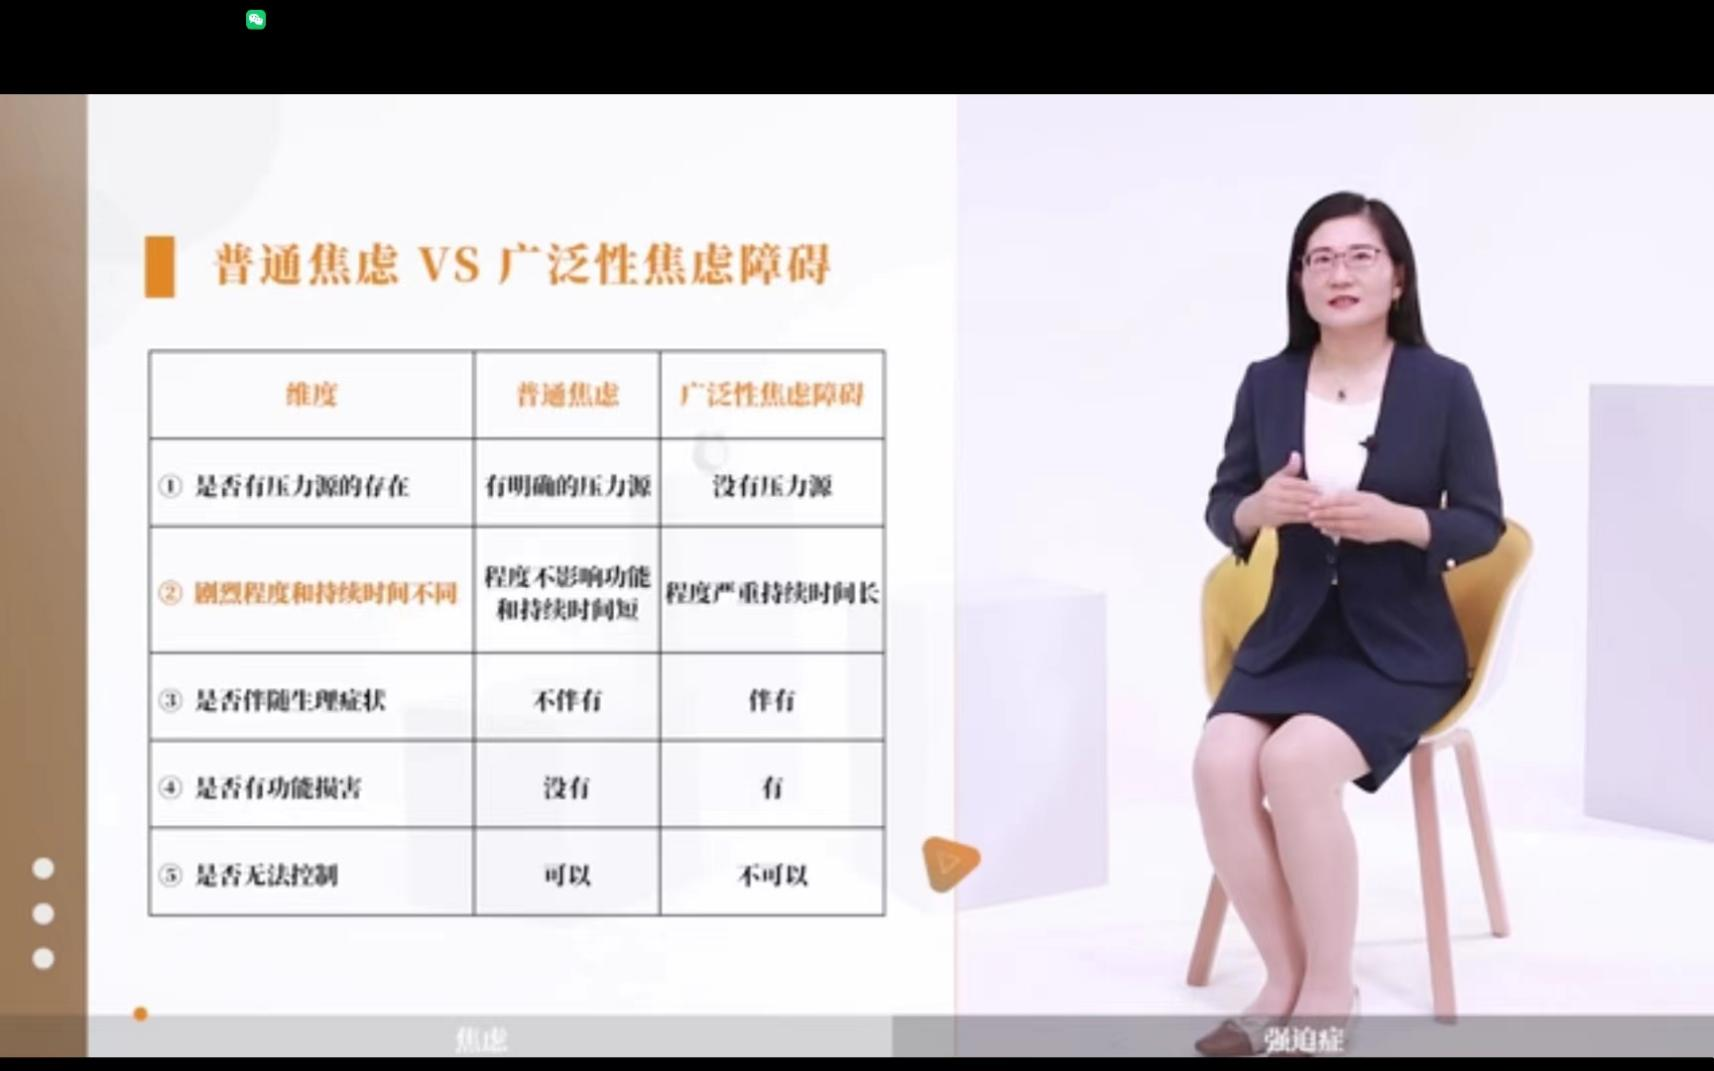 普通焦虑 VS 广泛性焦虑障碍
维度 普通焦虑 广泛性焦虑障碍
① 是否有压力源的存在 有明确的压力源 没有压力源
② 剧烈程度和持续时间不同 程度不影响功能和持续时间短 程度严重持续时间长
③ 是否伴随生理症状 不伴有 伴有
④ 是否有功能损害 没有 有
⑤ 是否无法控制 可以 不可以
焦虑 强迫症